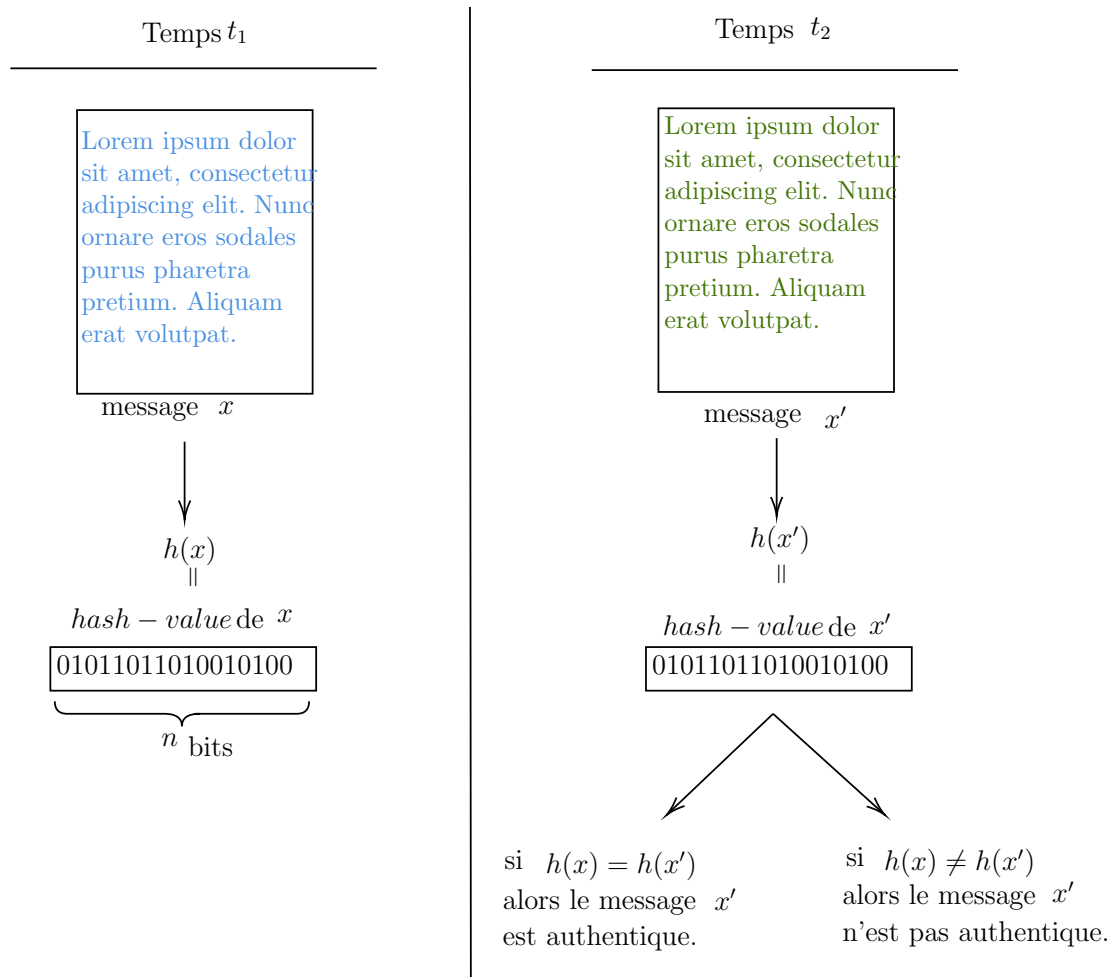 Temps t₁
Lorem ipsum dolor
sit amet, consectetur
adipiscing elit. Nunc
ornare eros sodales
purus pharetra
pretium. Aliquam
erat volutpat.
message x
h(x)
=
hash − value de x
01011011010010100
n bits
Temps t₂
Lorem ipsum dolor
sit amet, consectetur
adipiscing elit. Nunc
ornare eros sodales
purus pharetra
pretium. Aliquam
erat volutpat.
message x′
h(x′)
=
hash − value de x′
01011011010010100
si h(x) = h(x′)
alors le message x′
est authentique.
si h(x) ≠ h(x′)
alors le message x′
n'est pas authentique.